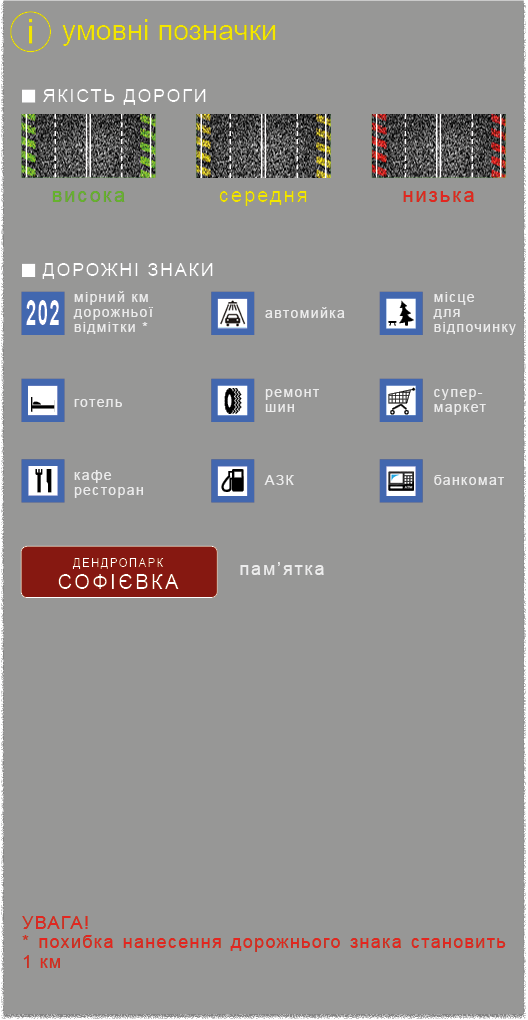 i умовні позначки
ЯКІСТЬ ДОРОГИ
висока середня низька
ДОРОЖНІ ЗНАКИ
202
мірний км
дорожньої
відмітки *
автомийка
місце
для
відпочинку
готель
ремонт
шин
супер-
маркет
кафе
ресторан
АЗК
банкомат
ДЕНДРОПАРК
СОФІЄВКА
пам'ятка
УВАГА!
* похибка нанесення дорожнього знака становить
1 км